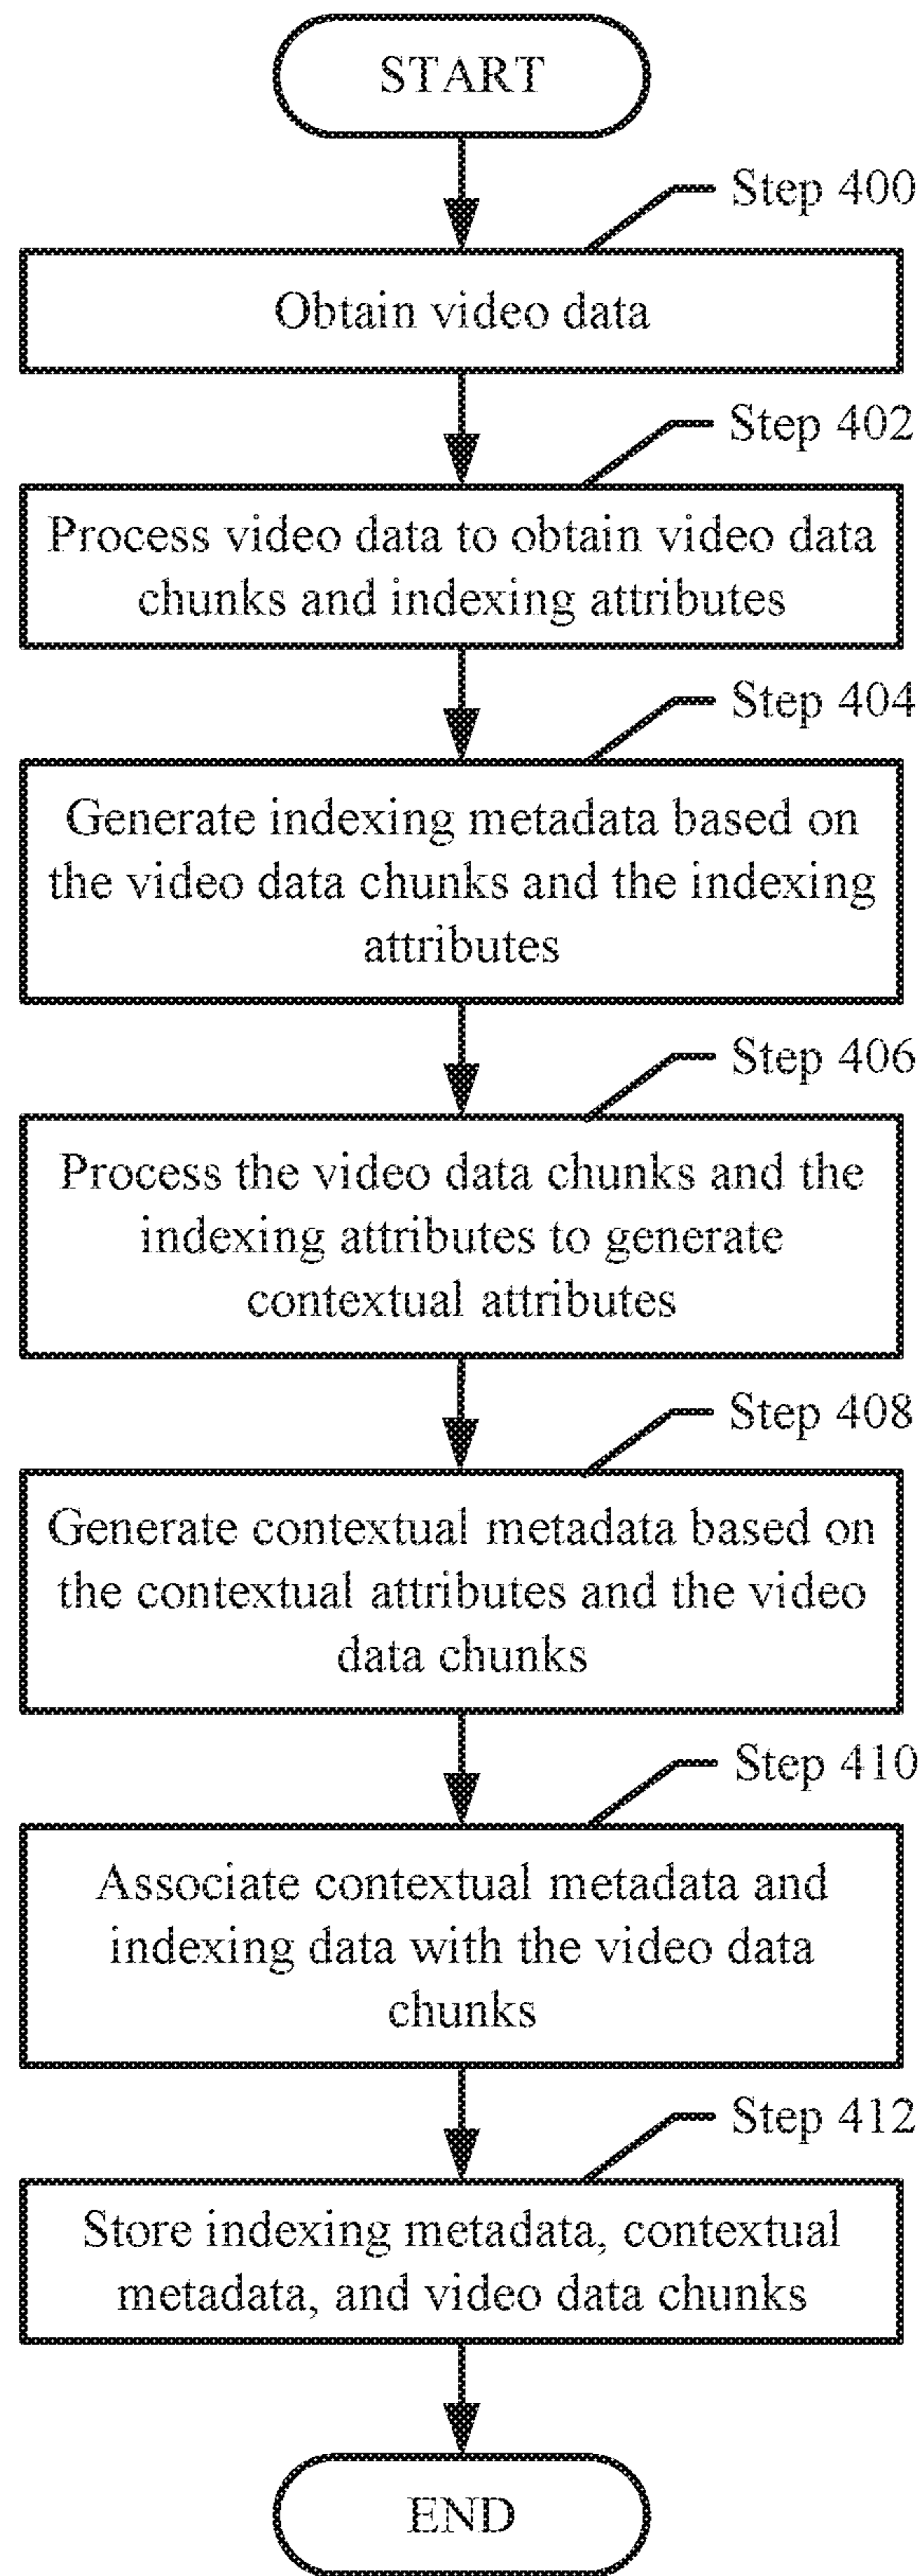 START
Step 400
Obtain video data
Step 402
Process video data to obtain video data
chunks and indexing attributes
Step 404
Generate indexing metadata based on
the video data chunks and the indexing
attributes
Step 406
Process the video data chunks and the
indexing attributes to generate
contextual attributes
Step 408
Generate contextual metadata based on
the contextual attributes and the video
data chunks
Step 410
Associate contextual metadata and
indexing data with the video data
chunks
Step 412
Store indexing metadata, contextual
metadata, and video data chunks
END